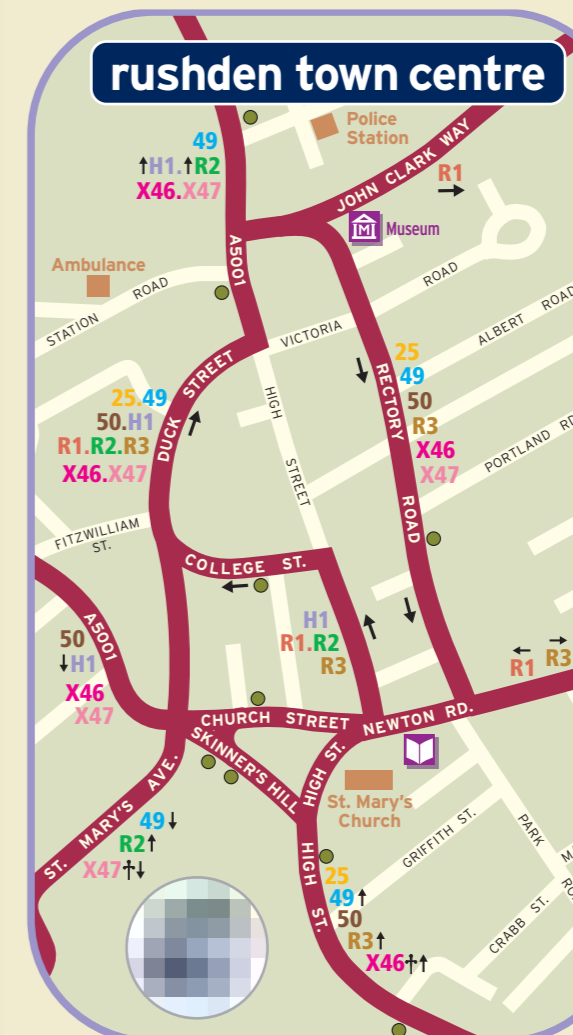 rushden town centre
Police
Station
49
↑H1.↑R2
X46.X47
JOHN CLARK WAY
R1
→
Museum
A5001
Ambulance
STATION ROAD
VICTORIA ROAD
ALBERT ROAD
25
49
50
R3
X46
X47
RECTORY ROAD
DUCK STREET
25.49
50.H1
R1.R2.R3
X46.X47
HIGH STREET
PORTLAND RD
FITZWILLIAM
ST.
COLLEGE ST.
←
A5001
50
↓H1
X46
X47
H1
R1.R2
R3
← →
R1 R3
CHURCH STREET
NEWTON RD.
SKINNER'S HILL
HIGH ST.
St. Mary's
Church
ST. MARY'S AVE.
49↓
R2↑
X47†↓
HIGH ST.
25
49↑
50
R3↑
X46†↑
GRIFFITH ST.
PARK
CRABB ST.